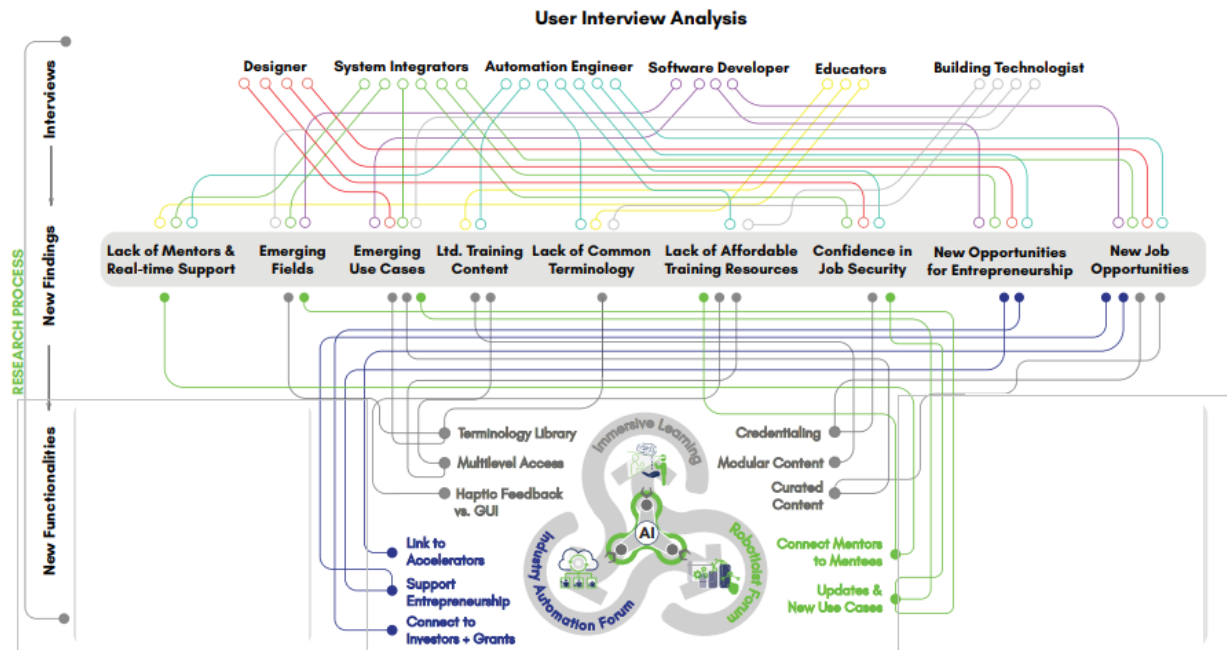 User Interview Analysis
Designer
System Integrators
Automation Engineer
Software Developer
Educators
Building Technologist
RESEARCH PROCESS
Interviews
New Findings
New Functionalities
Lack of Mentors &
Real-time Support
Emerging
Fields
Emerging
Use Cases
Ltd. Training
Content
Lack of Common
Terminology
Lack of Affordable
Training Resources
Confidence in
Job Security
New Opportunities
for Entrepreneurship
New Job
Opportunities
Terminology Library
Multilevel Access
Haptic Feedback
vs. GUI
Link to
Accelerators
Support
Entrepreneurship
Connect to
Investors + Grants
Immersive Learning
AI
Industry Automation Forum
Roboticist Forum
Credentialing
Modular Content
Curated
Content
Connect Mentors
to Mentees
Updates &
New Use Cases